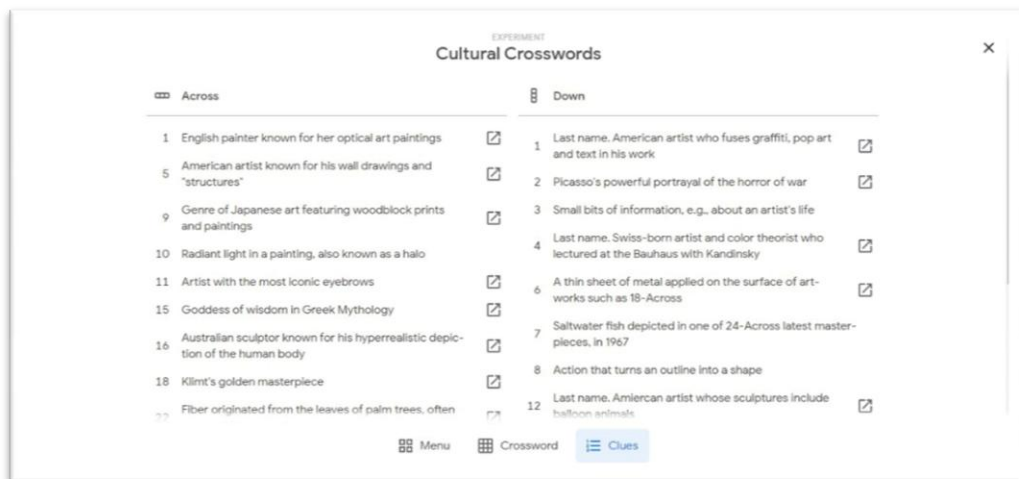 EXPERIMENT
Cultural Crosswords
Across
1 English painter known for her optical art paintings
5 American artist known for his wall drawings and
"structures"
9 Genre of Japanese art featuring woodblock prints
and paintings
10 Radiant light in a painting, also known as a halo
11 Artist with the most iconic eyebrows
15 Goddess of wisdom in Greek Mythology
16 Australian sculptor known for his hyperrealistic depic-
tion of the human body
18 Klimt's golden masterpiece
22 Fiber originated from the leaves of palm trees, often
Down
1 Last name. American artist who fuses graffiti, pop art
and text in his work
2 Picasso's powerful portrayal of the horror of war
3 Small bits of information, e.g., about an artist's life
4 Last name. Swiss-born artist and color theorist who
lectured at the Bauhaus with Kandinsky
6 A thin sheet of metal applied on the surface of art-
works such as 18-Across
7 Saltwater fish depicted in one of 24-Across latest master-
pieces, in 1967
8 Action that turns an outline into a shape
12 Last name. Amiercan artist whose sculptures include
balloon animals
Menu
Crossword
Clues